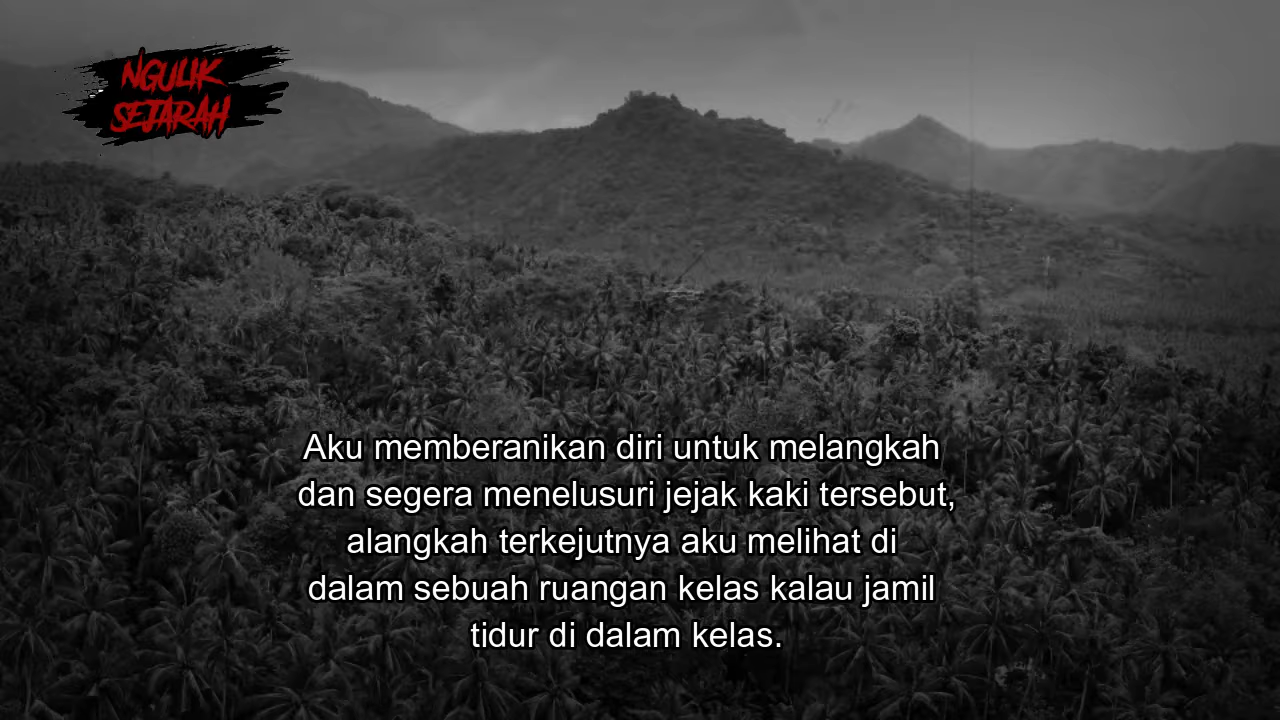 NGULIK
SEJARAH
Aku memberanikan diri untuk melangkah
dan segera menelusuri jejak kaki tersebut,
alangkah terkejutnya aku melihat di
dalam sebuah ruangan kelas kalau jamil
tidur di dalam kelas.